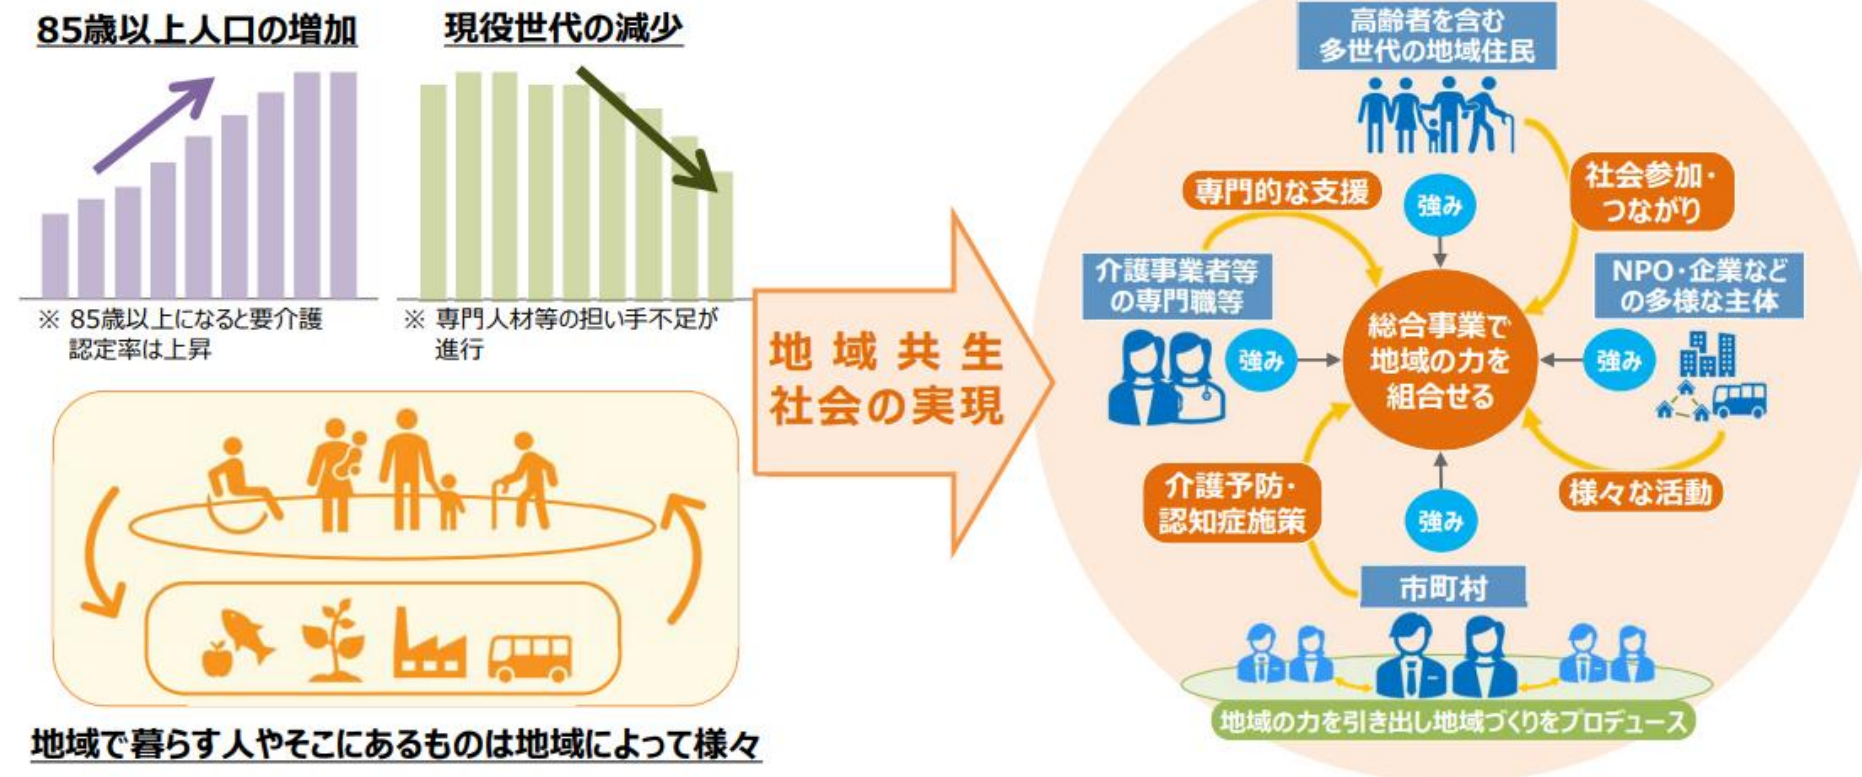 85歳以上人口の増加
現役世代の減少
※ 85歳以上になると要介護
認定率は上昇
※ 専門人材等の担い手不足が
進行
地域で暮らす人やそこにあるものは地域によって様々
地域共生
社会の実現
高齢者を含む
多世代の地域住民
専門的な支援
強み
社会参加・
つながり
介護事業者等
の専門職等
強み
総合事業で
地域の力を
組合せる
強み
NPO・企業など
の多様な主体
介護予防・
認知症施策
強み
様々な活動
市町村
地域の力を引き出し地域づくりをプロデュース